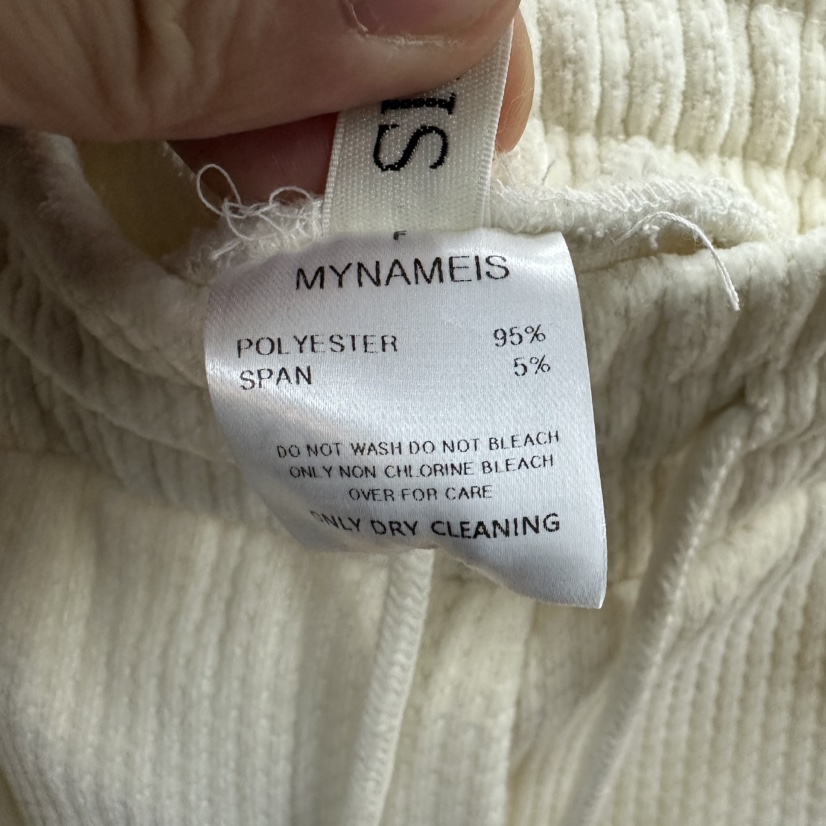 IS
MYNAMEIS
POLYESTER 95%
SPAN 5%
DO NOT WASH DO NOT BLEACH
ONLY NON CHLORINE BLEACH
OVER FOR CARE
ONLY DRY CLEANING